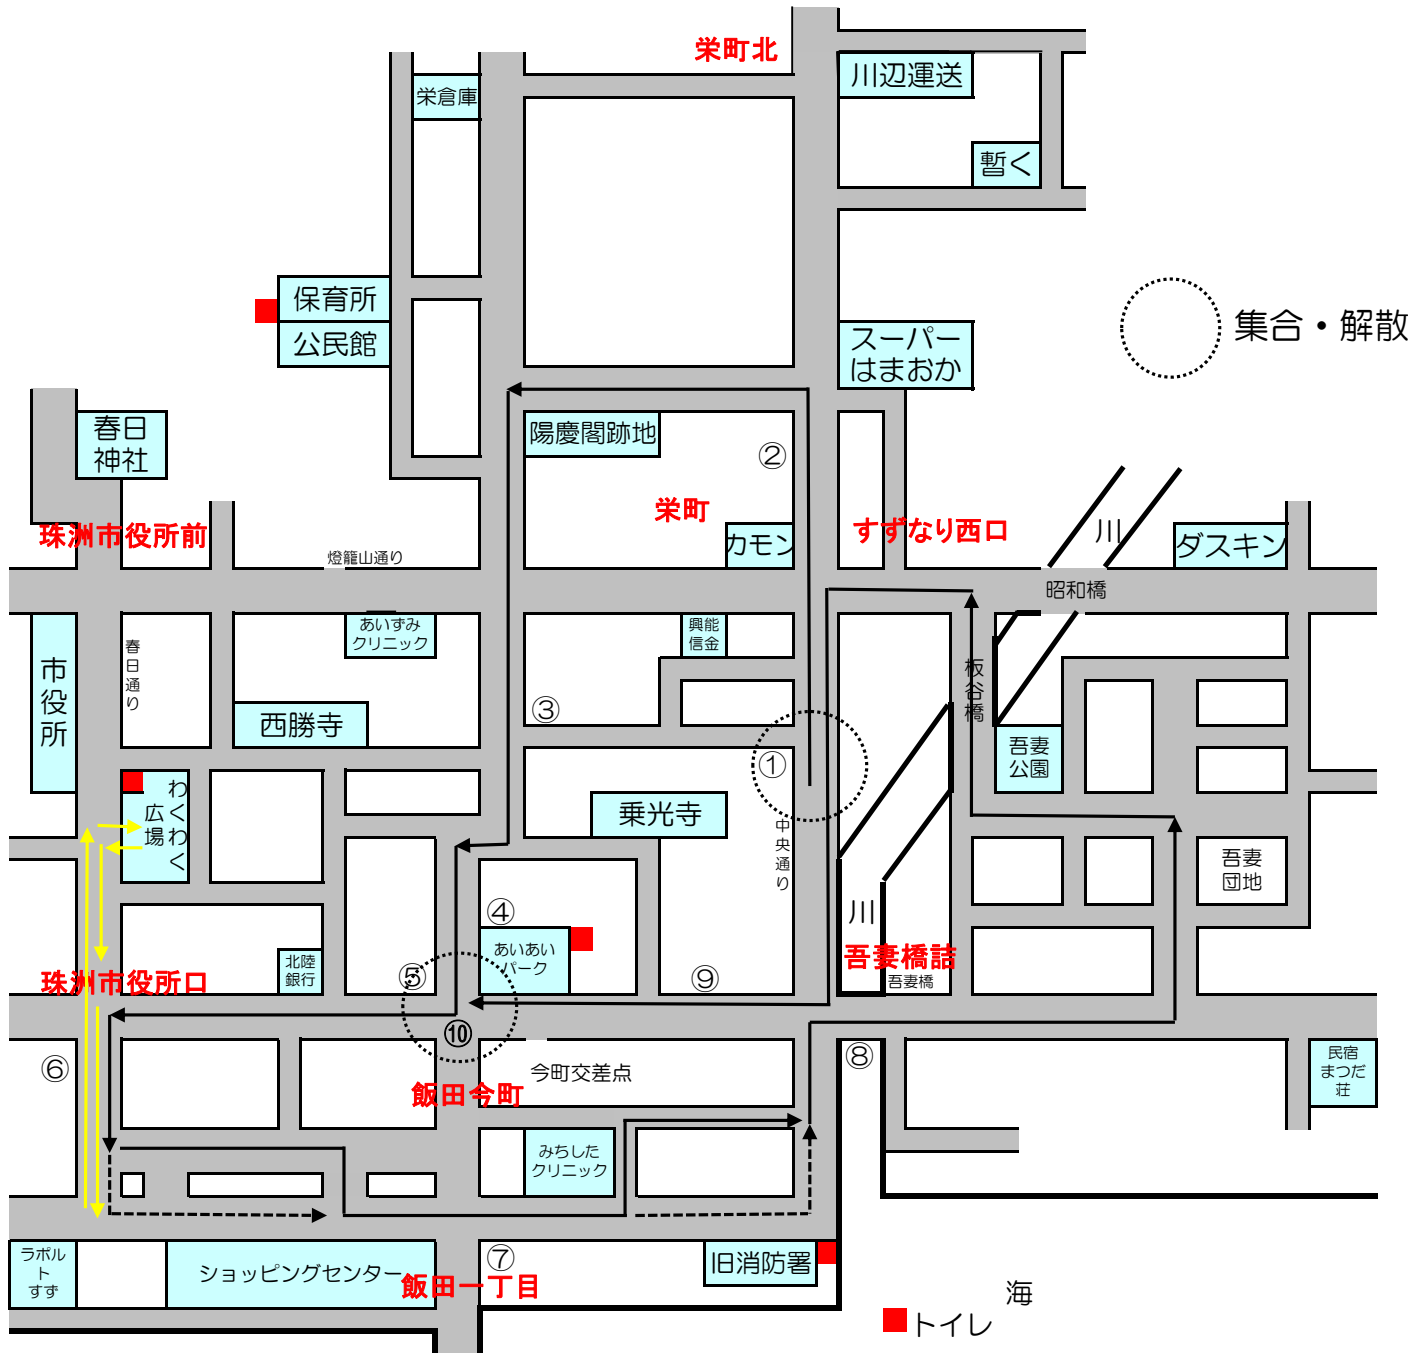 栄町北
川辺運送
栄倉庫
暫く
保育所
公民館
集合・解散
スーパー
はまおか
春日
神社
陽慶閣跡地
②
栄町
珠洲市役所前
カモン
すずなり西口
川
ダスキン
燈籠山通り
昭和橋
あいずみ
クリニック
興能
信金
市役所
春日通り
板谷橋
西勝寺
③
吾妻
公園
①
わくわく
広場
乗光寺
中央通り
吾妻
団地
④
川
あいあい
パーク
北陸
銀行
⑤
⑨
吾妻橋詰
吾妻橋
珠洲市役所口
⑩
⑥
今町交差点
⑧
民宿
まつだ
荘
飯田今町
みちした
クリニック
ラポル
ト
すず
ショッピングセンター
⑦
飯田一丁目
旧消防署
海
トイレ